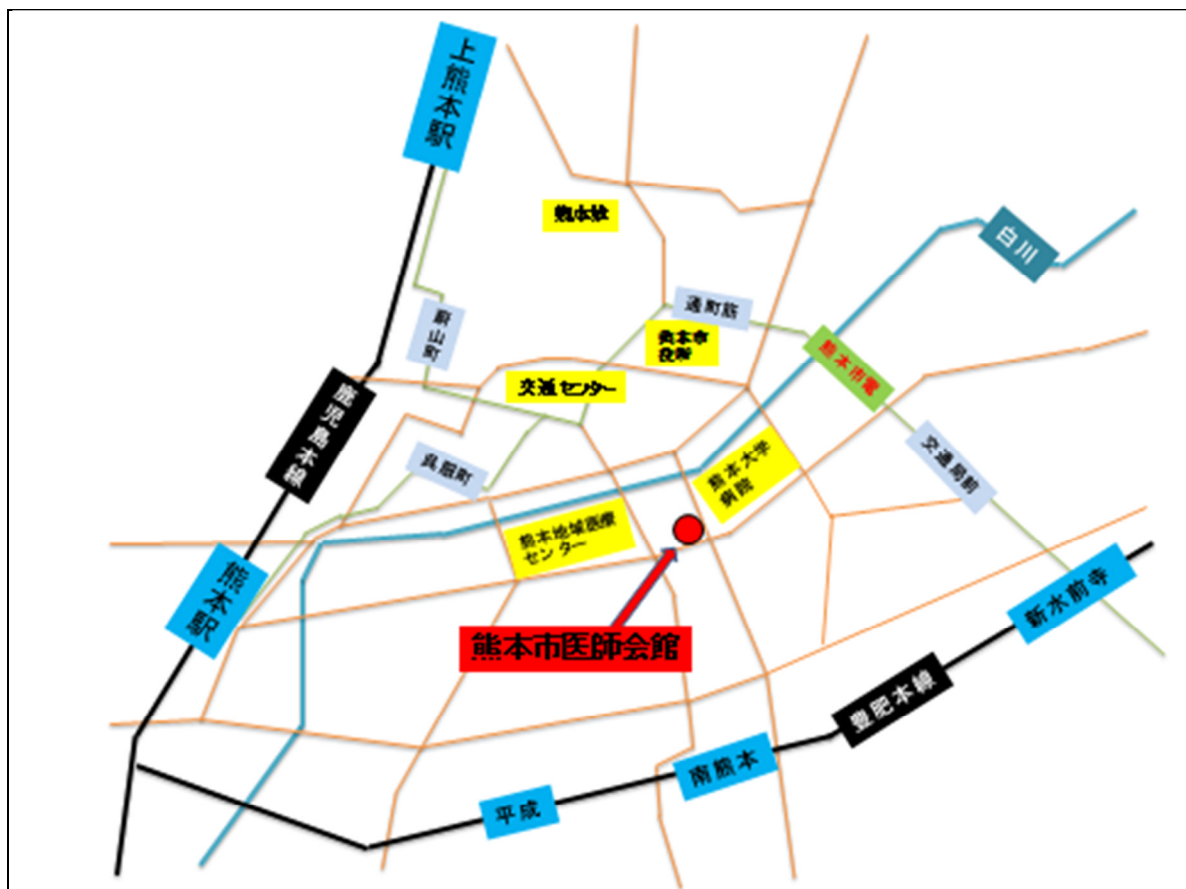 上熊本駅
熊本城
白川
通町筋
蔚山町
熊本市
役所
熊本市電
交通センター
鹿児島本線
呉服町
熊本大学
病院
交通局前
熊本地域医療
センター
熊本駅
新水前寺
熊本市医師会館
豊肥本線
南熊本
平成